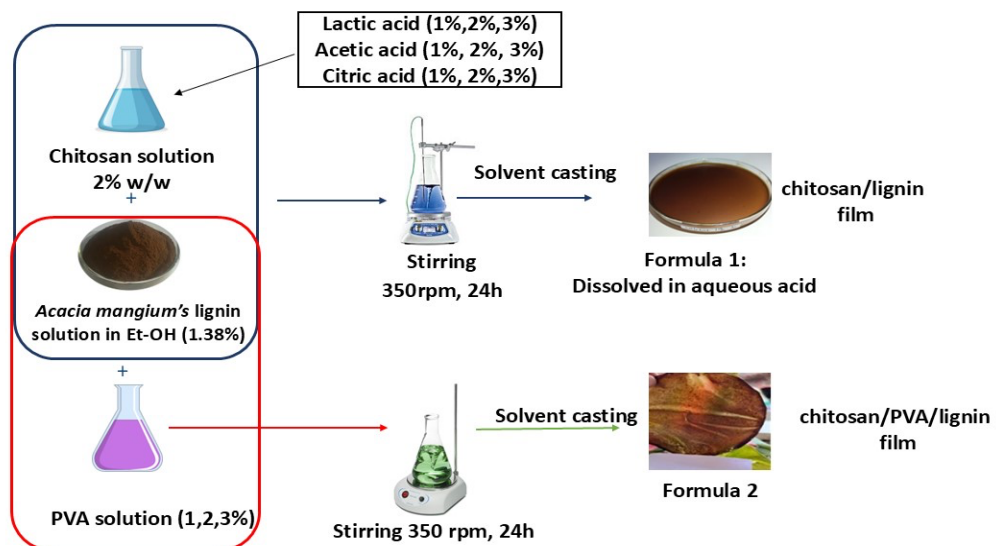 Lactic acid (1%,2%,3%)
Acetic acid (1%, 2%, 3%)
Citric acid (1%, 2%,3%)
Chitosan solution
2% w/w
+
Acacia mangium's lignin
solution in Et-OH (1.38%)
+
PVA solution (1,2,3%)
Stirring
350rpm, 24h
Solvent casting
Formula 1:
Dissolved in aqueous acid
chitosan/lignin
film
Stirring 350 rpm, 24h
Solvent casting
Formula 2
chitosan/PVA/lignin
film